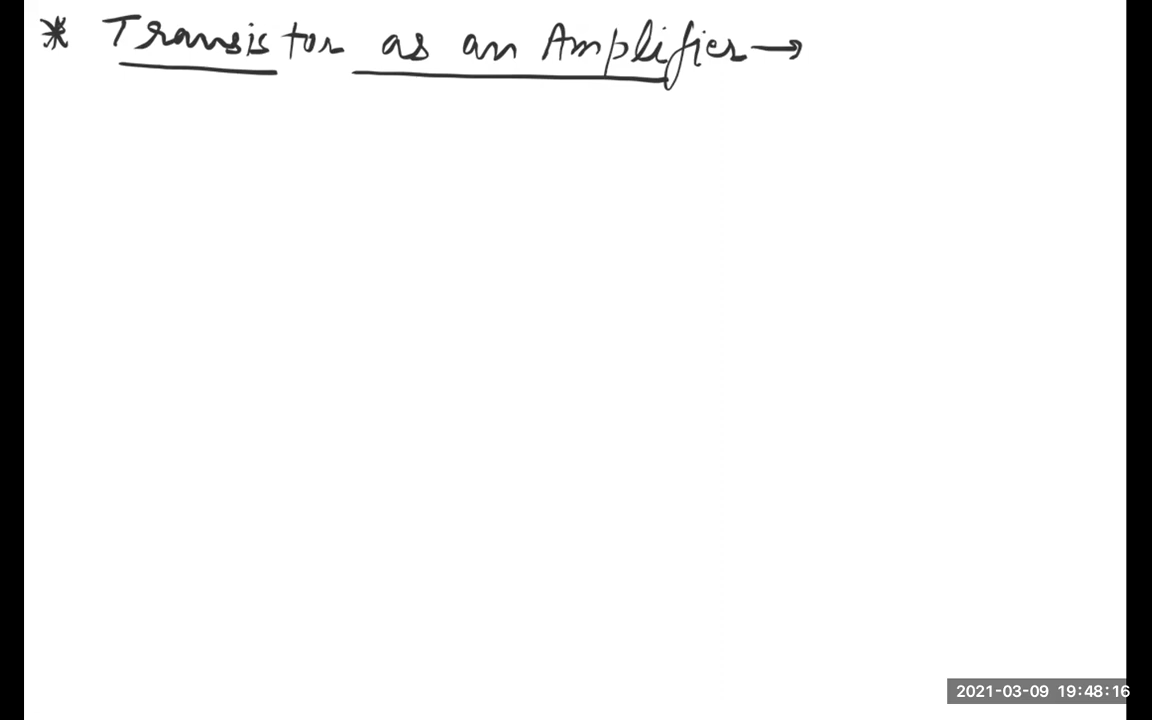 * Transistor as an Amplifier →
2021-03-09 19:48:16